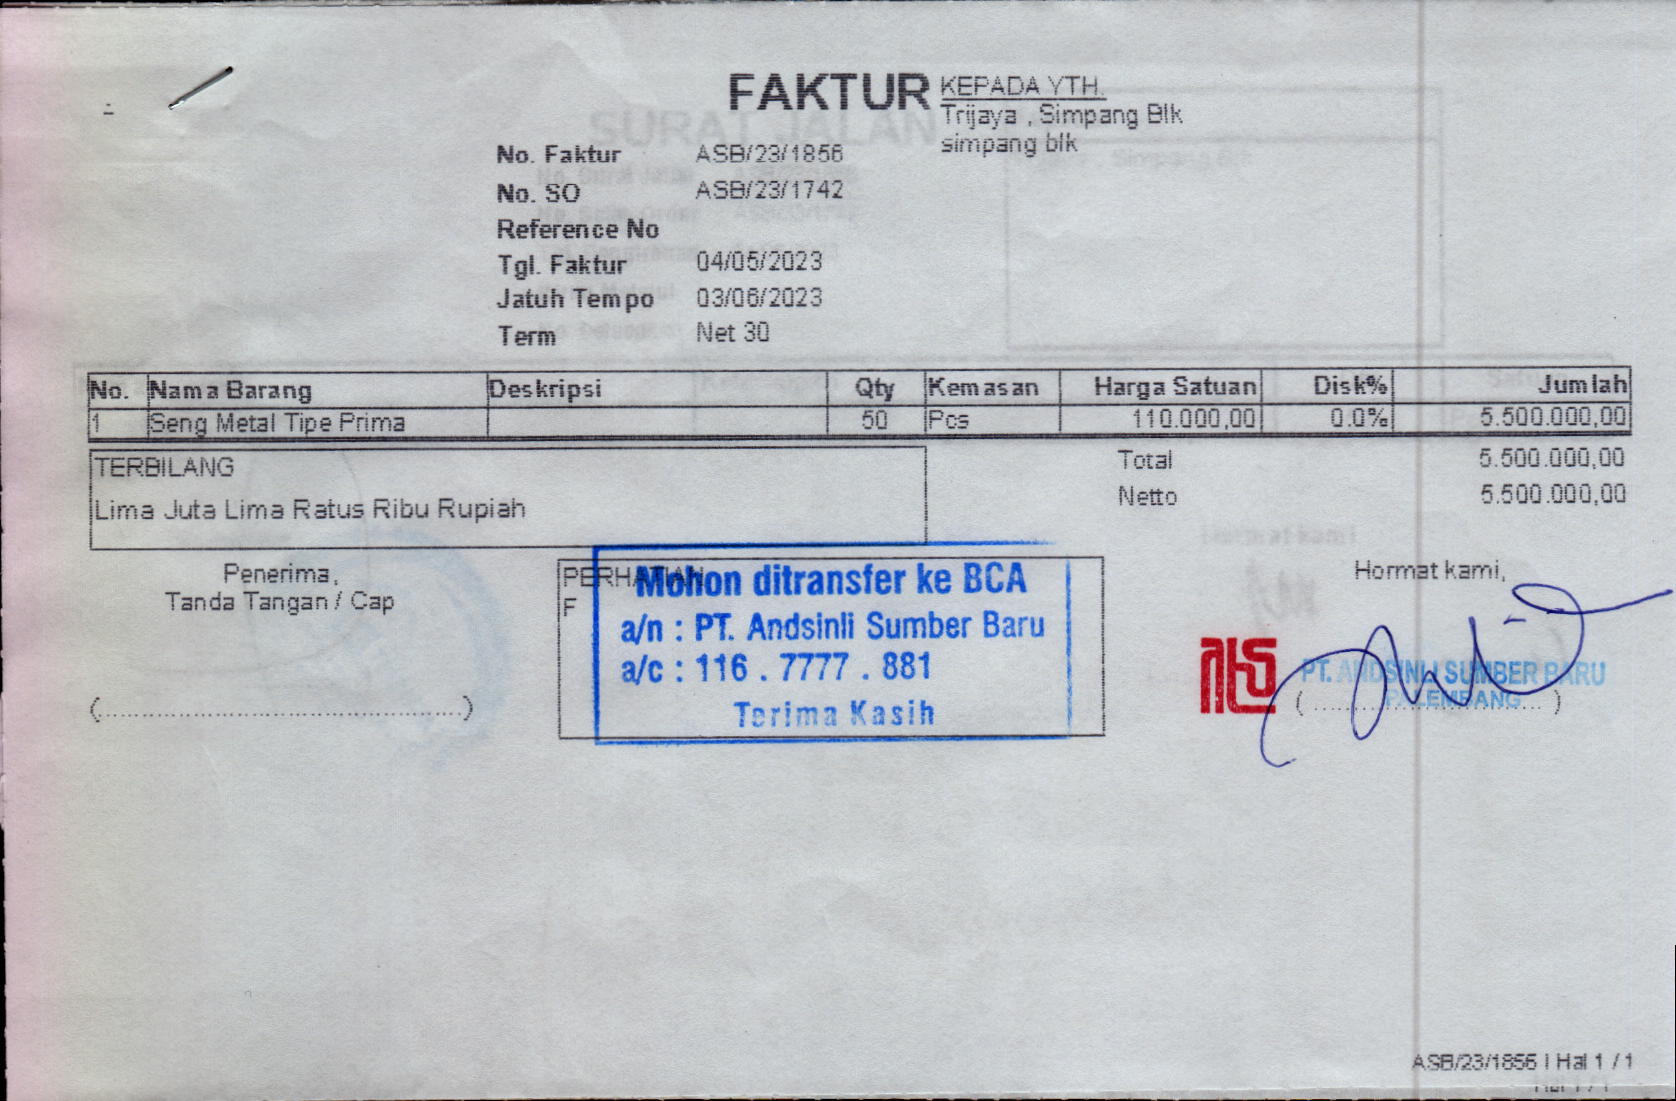 FAKTUR
KEPADA YTH.
Trijaya , Simpang Blk
simpang blk
No. Faktur ASB/23/1856
No. SO ASB/23/1742
Reference No
Tgl. Faktur 04/05/2023
Jatuh Tempo 03/06/2023
Term Net 30
No. Nama Barang Deskripsi Qty Kemasan Harga Satuan Disk% Jumlah
1 Seng Metal Tipe Prima 50 Pcs 110.000,00 0.0% 5.500.000,00
TERBILANG
Lima Juta Lima Ratus Ribu Rupiah
Total 5.500.000,00
Netto 5.500.000,00
Penerima,
Tanda Tangan / Cap
(..........................................................)
PERHATIAN
F
Mohon ditransfer ke BCA
a/n : PT. Andsinli Sumber Baru
a/c : 116 . 7777 . 881
Terima Kasih
Hormat kami,
PT. ANDSINLI SUMBER BARU
PALEMBANG
(......................................)
ASB/23/1856 | Hal 1 / 1